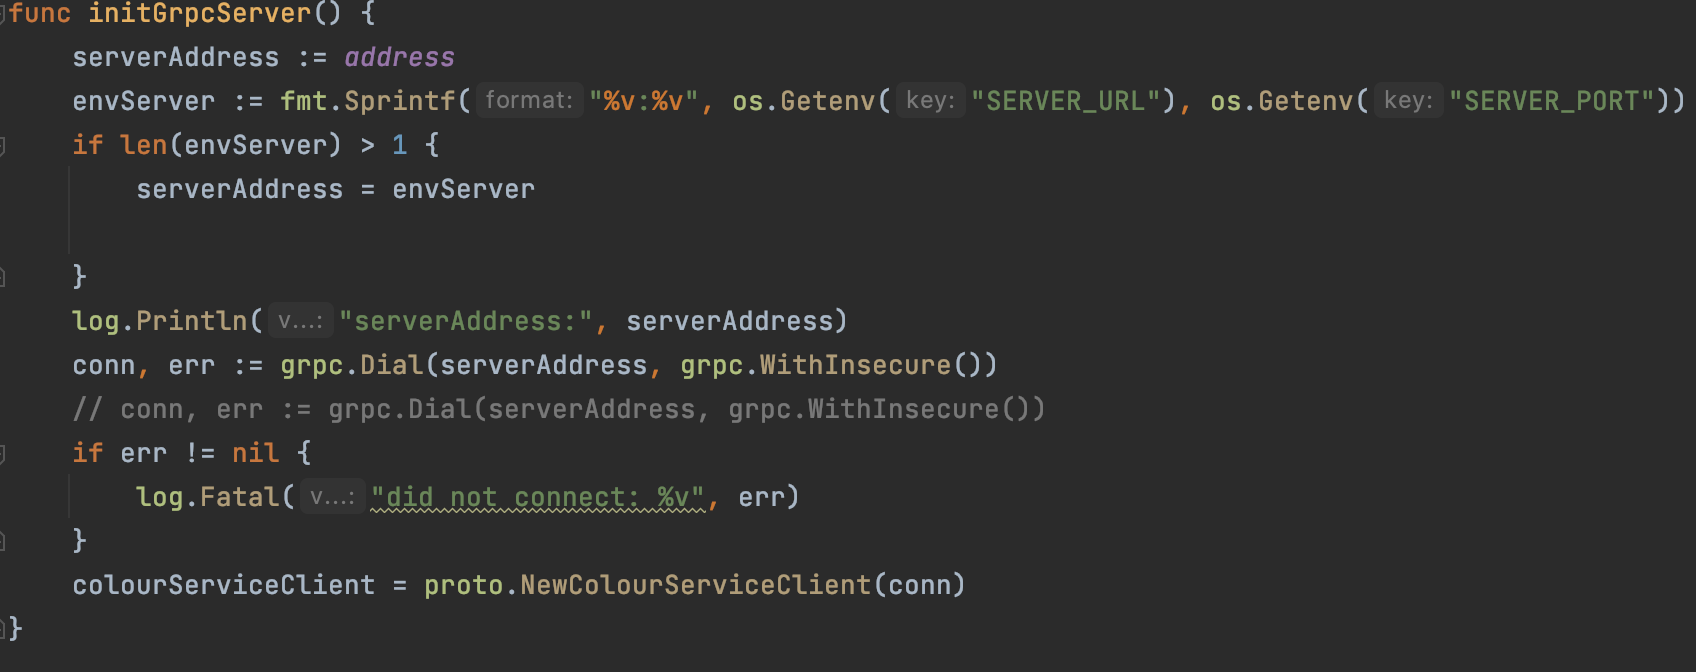 func initGrpcServer() {
serverAddress := address
envServer := fmt.Sprintf( format: "%v:%v", os.Getenv( key: "SERVER_URL"), os.Getenv( key: "SERVER_PORT"))
if len(envServer) > 1 {
serverAddress = envServer
}
log.Println( v...: "serverAddress:", serverAddress)
conn, err := grpc.Dial(serverAddress, grpc.WithInsecure())
// conn, err := grpc.Dial(serverAddress, grpc.WithInsecure())
if err != nil {
log.Fatal( v...: "did not connect: %v", err)
}
colourServiceClient = proto.NewColourServiceClient(conn)
}